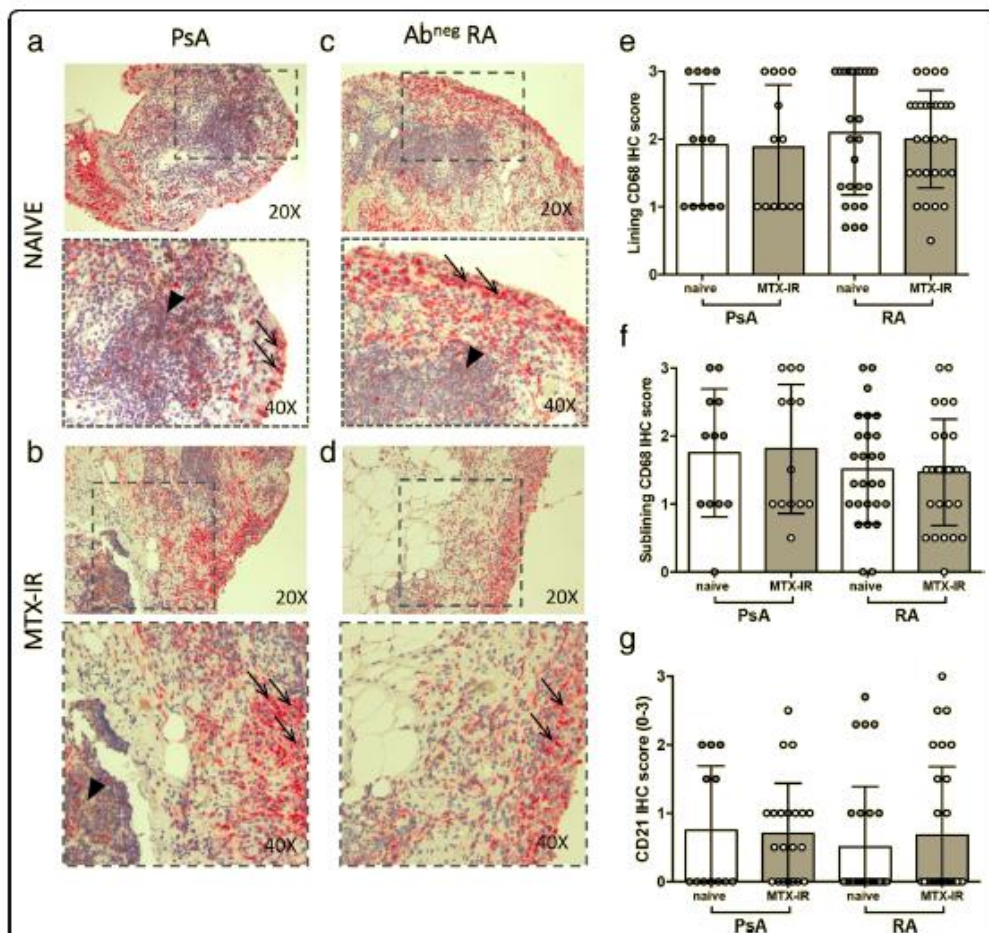 PsA
Ab^neg RA
NAIVE
MTX-IR
a
20X
40X
c
20X
40X
b
20X
40X
d
20X
40X
e
Lining CD68 IHC score
3
2
1
0
naive MTX-IR naive MTX-IR
PsA RA
f
Sublining CD68 IHC score
3
2
1
0
naive MTX-IR naive MTX-IR
PsA RA
g
CD21 IHC score (0-3)
3
2
1
0
naive MTX-IR naive MTX-IR
PsA RA